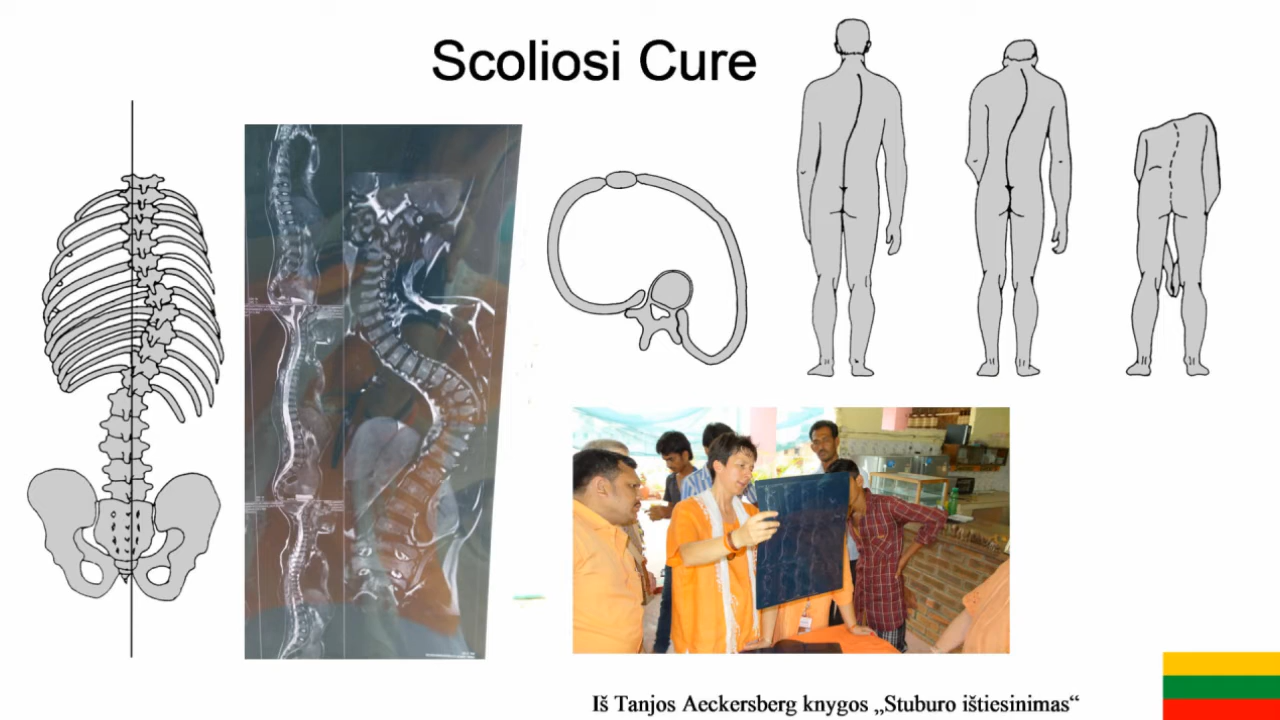 Scoliosi Cure
Iš Tanjos Aeckersberg knygos „Stuburo ištiesinimas“